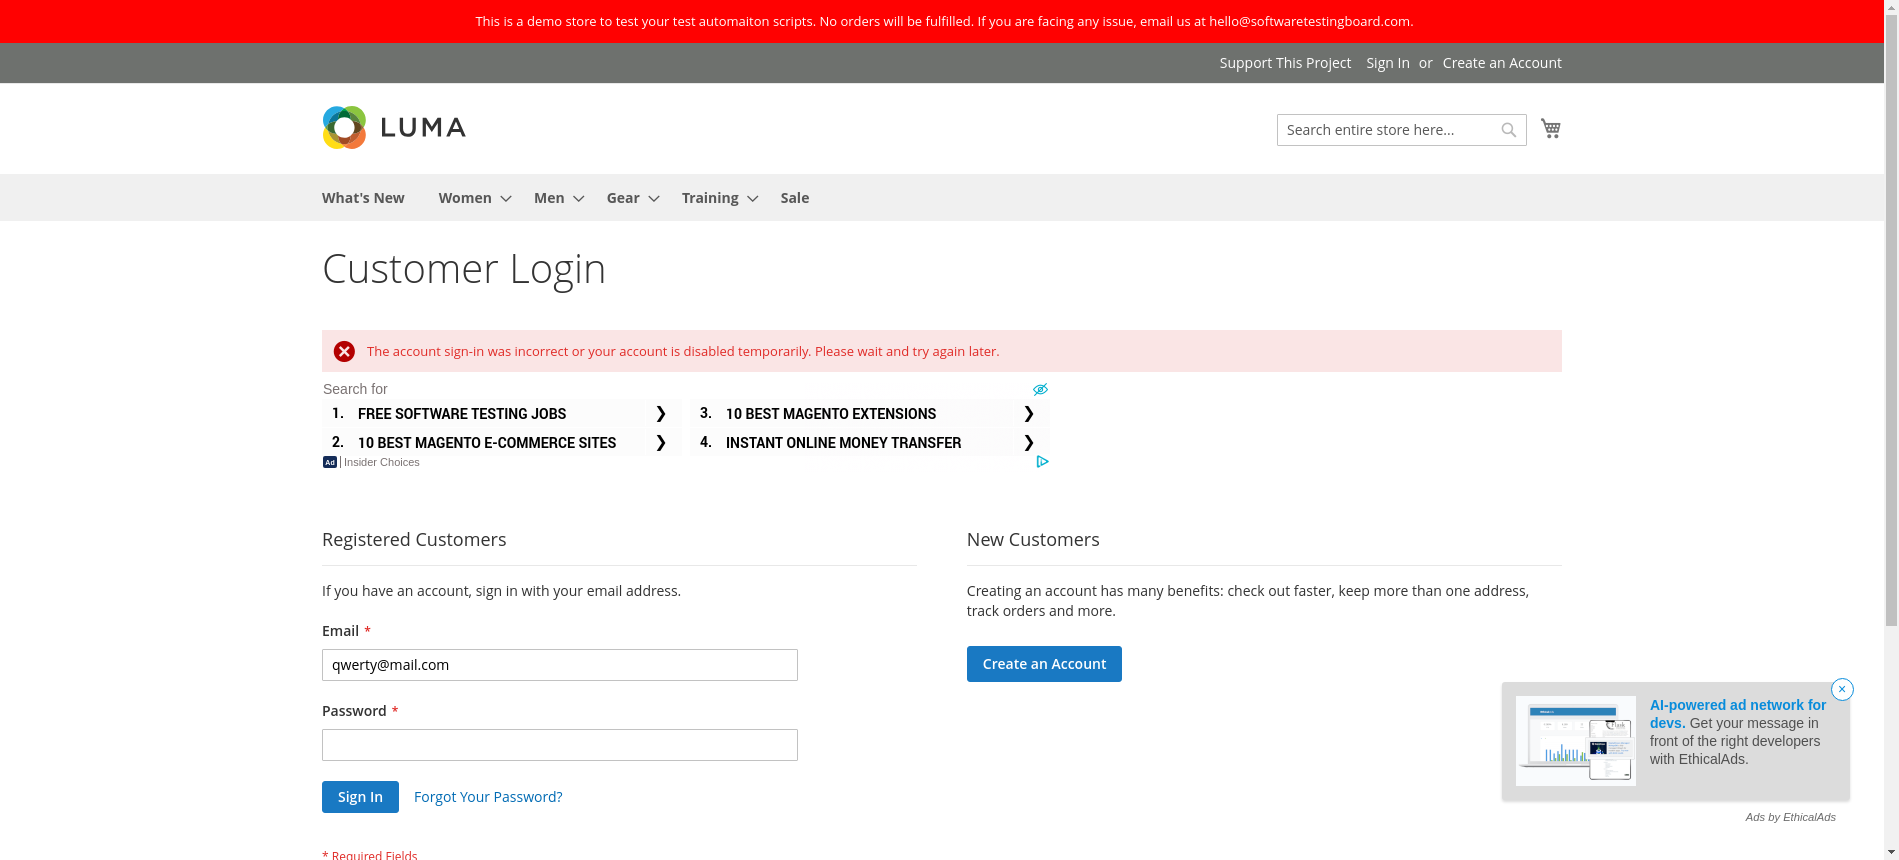 This is a demo store to test your test automaiton scripts. No orders will be fulfilled. If you are facing any issue, email us at hello@softwaretestingboard.com.
Support This Project Sign In or Create an Account
LUMA
Search entire store here...
What's New Women Men Gear Training Sale
Customer Login
The account sign-in was incorrect or your account is disabled temporarily. Please wait and try again later.
Search for
1. FREE SOFTWARE TESTING JOBS
2. 10 BEST MAGENTO E-COMMERCE SITES
3. 10 BEST MAGENTO EXTENSIONS
4. INSTANT ONLINE MONEY TRANSFER
Ad | Insider Choices
Registered Customers
If you have an account, sign in with your email address.
Email *
qwerty@mail.com
Password *
Sign In Forgot Your Password?
* Required Fields
New Customers
Creating an account has many benefits: check out faster, keep more than one address,
track orders and more.
Create an Account
AI-powered ad network for
devs. Get your message in
front of the right developers
with EthicalAds.
Ads by EthicalAds